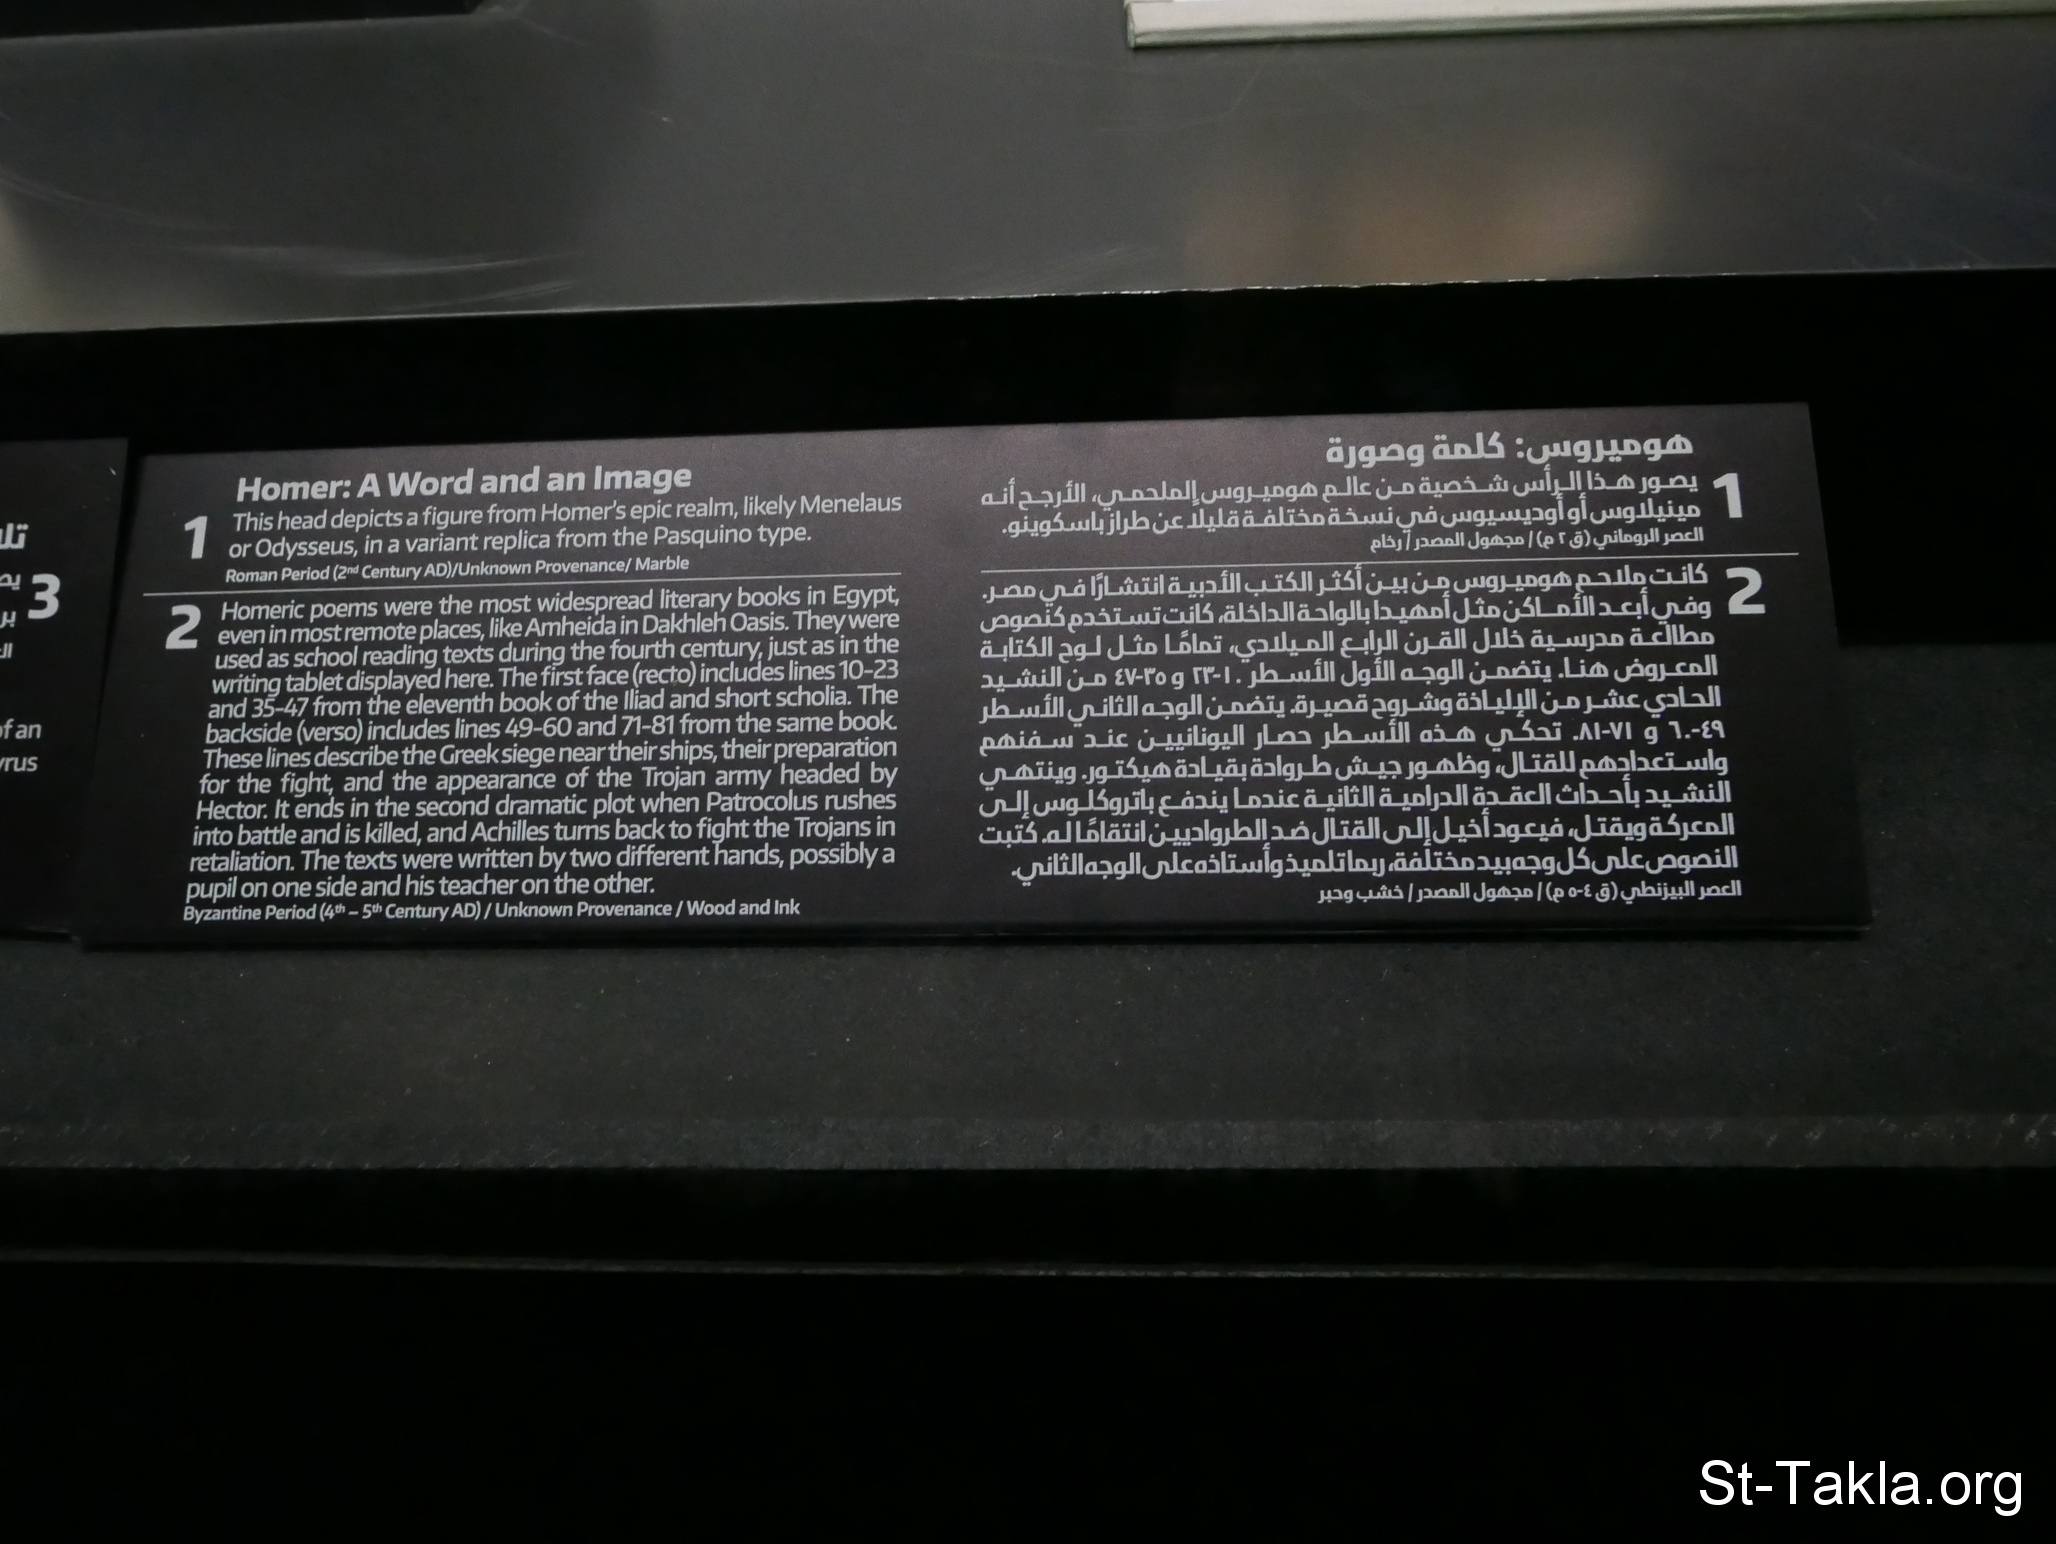 Homer: A Word and an Image
1
This head depicts a figure from Homer's epic realm, likely Menelaus
or Odysseus, in a variant replica from the Pasquino type.
Roman Period (2nd Century AD)/Unknown Provenance/ Marble
2
Homeric poems were the most widespread literary books in Egypt,
even in most remote places, like Amheida in Dakhleh Oasis. They were
used as school reading texts during the fourth century, just as in the
writing tablet displayed here. The first face (recto) includes lines 10-23
and 35-47 from the eleventh book of the Iliad and short scholia. The
backside (verso) includes lines 49-60 and 71-81 from the same book.
These lines describe the Greek siege near their ships, their preparation
for the fight, and the appearance of the Trojan army headed by
Hector. It ends in the second dramatic plot when Patrocolus rushes
into battle and is killed, and Achilles turns back to fight the Trojans in
retaliation. The texts were written by two different hands, possibly a
pupil on one side and his teacher on the other.
Byzantine Period (4th – 5th Century AD) / Unknown Provenance / Wood and Ink
هوميروس: كلمة وصورة
1
يصور هذا الرأس شخصية من عالم هوميروس الملحمي، الأرجح أنه
مينيلاوس أو أوديسيوس في نسخة مختلفة قليلًا عن طراز باسكوينو.
العصر الروماني (ق ٢ م) / مجهول المصدر / رخام
2
كانت ملاحم هوميروس من بين أكثر الكتب الأدبية انتشارًا في مصر.
وفي أبعد الأماكن مثل أمهيدا بالواحة الداخلة، كانت تستخدم كنصوص
مطالعة مدرسية خلال القرن الرابع الميلادي، تمامًا مثل لوح الكتابة
المعروض هنا. يتضمن الوجه الأول الأسطر ١٠-٢٣ و ٣٥-٤٧ من النشيد
الحادي عشر من الإلياذة وشروح قصيرة. يتضمن الوجه الثاني الأسطر
٤٩-٦٠ و ٧١-٨١. تحكي هذه الأسطر حصار اليونانيين عند سفنهم
واستعدادهم للقتال، وظهور جيش طروادة بقيادة هيكتور. وينتهي
النشيد بأحداث العقدة الدرامية الثانية عندما يندفع باتروكلوس إلى
المعركة ويقتل، فيعود أخيل إلى القتال ضد الطرواديين انتقامًا له. كتبت
النصوص على كل وجه بيد مختلفة، ربما تلميذ وأستاذه على الوجه الثاني.
العصر البيزنطي (ق ٤-٥ م) / مجهول المصدر / خشب وحبر
3
of an
St-Takla.org